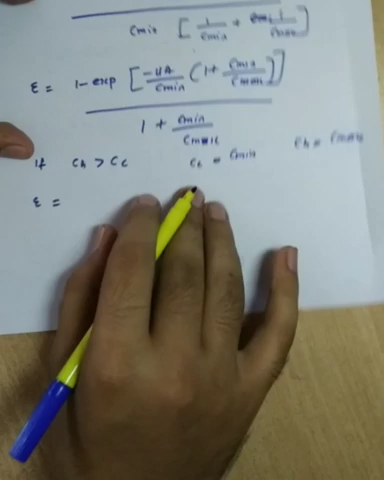 Cmin [ 1/Cmin + 1/Cmax ]
ε = 1 - exp [ -UA/Cmin ( 1 + Cmin/Cmax ) ]
1 + Cmin/Cmax
If Ch > Cc Cc = Cmin Ch = Cmax
ε =